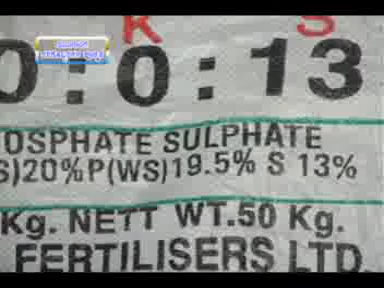 K S
0:0:13
OSPHATE SULPHATE
S)20%P(WS)19.5% S 13%
Kg. NETT WT.50 Kg.
FERTILISERS LTD.